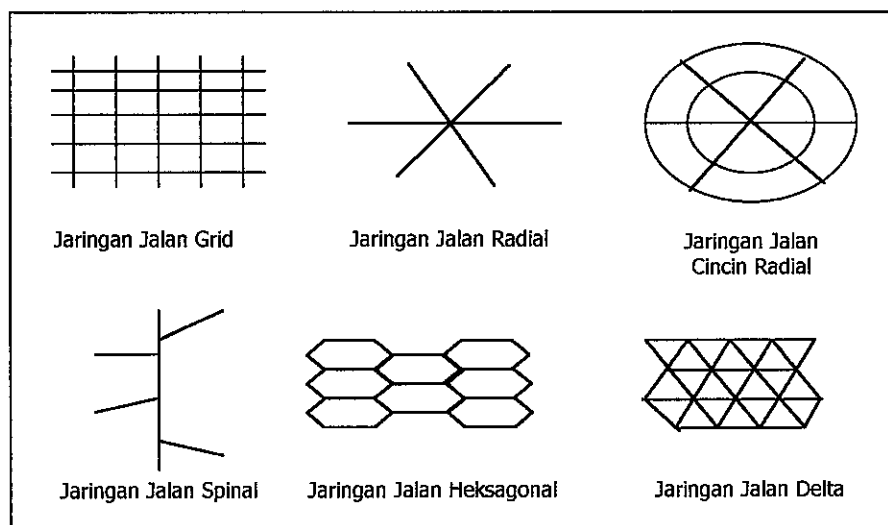 Jaringan Jalan Grid
Jaringan Jalan Radial
Jaringan Jalan
Cincin Radial
Jaringan Jalan Spinal
Jaringan Jalan Heksagonal
Jaringan Jalan Delta